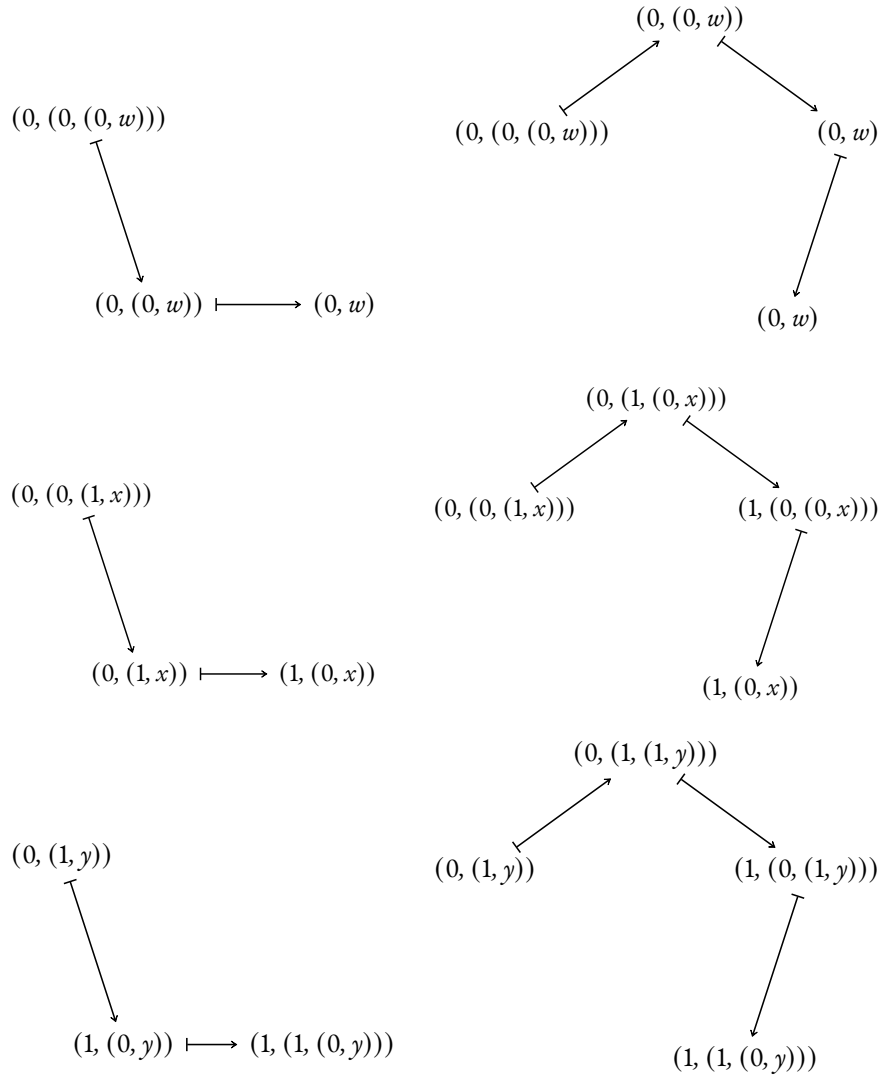 (0, (0, w))
(0, (0, (0, w)))
(0, (0, (0, w)))
(0, w)
(0, (0, w))
(0, w)
(0, w)
(0, (1, (0, x)))
(0, (0, (1, x)))
(0, (0, (1, x)))
(1, (0, (0, x)))
(0, (1, x))
(1, (0, x))
(1, (0, x))
(0, (1, (1, y)))
(0, (1, y))
(0, (1, y))
(1, (0, (1, y)))
(1, (0, y))
(1, (1, (0, y)))
(1, (1, (0, y)))